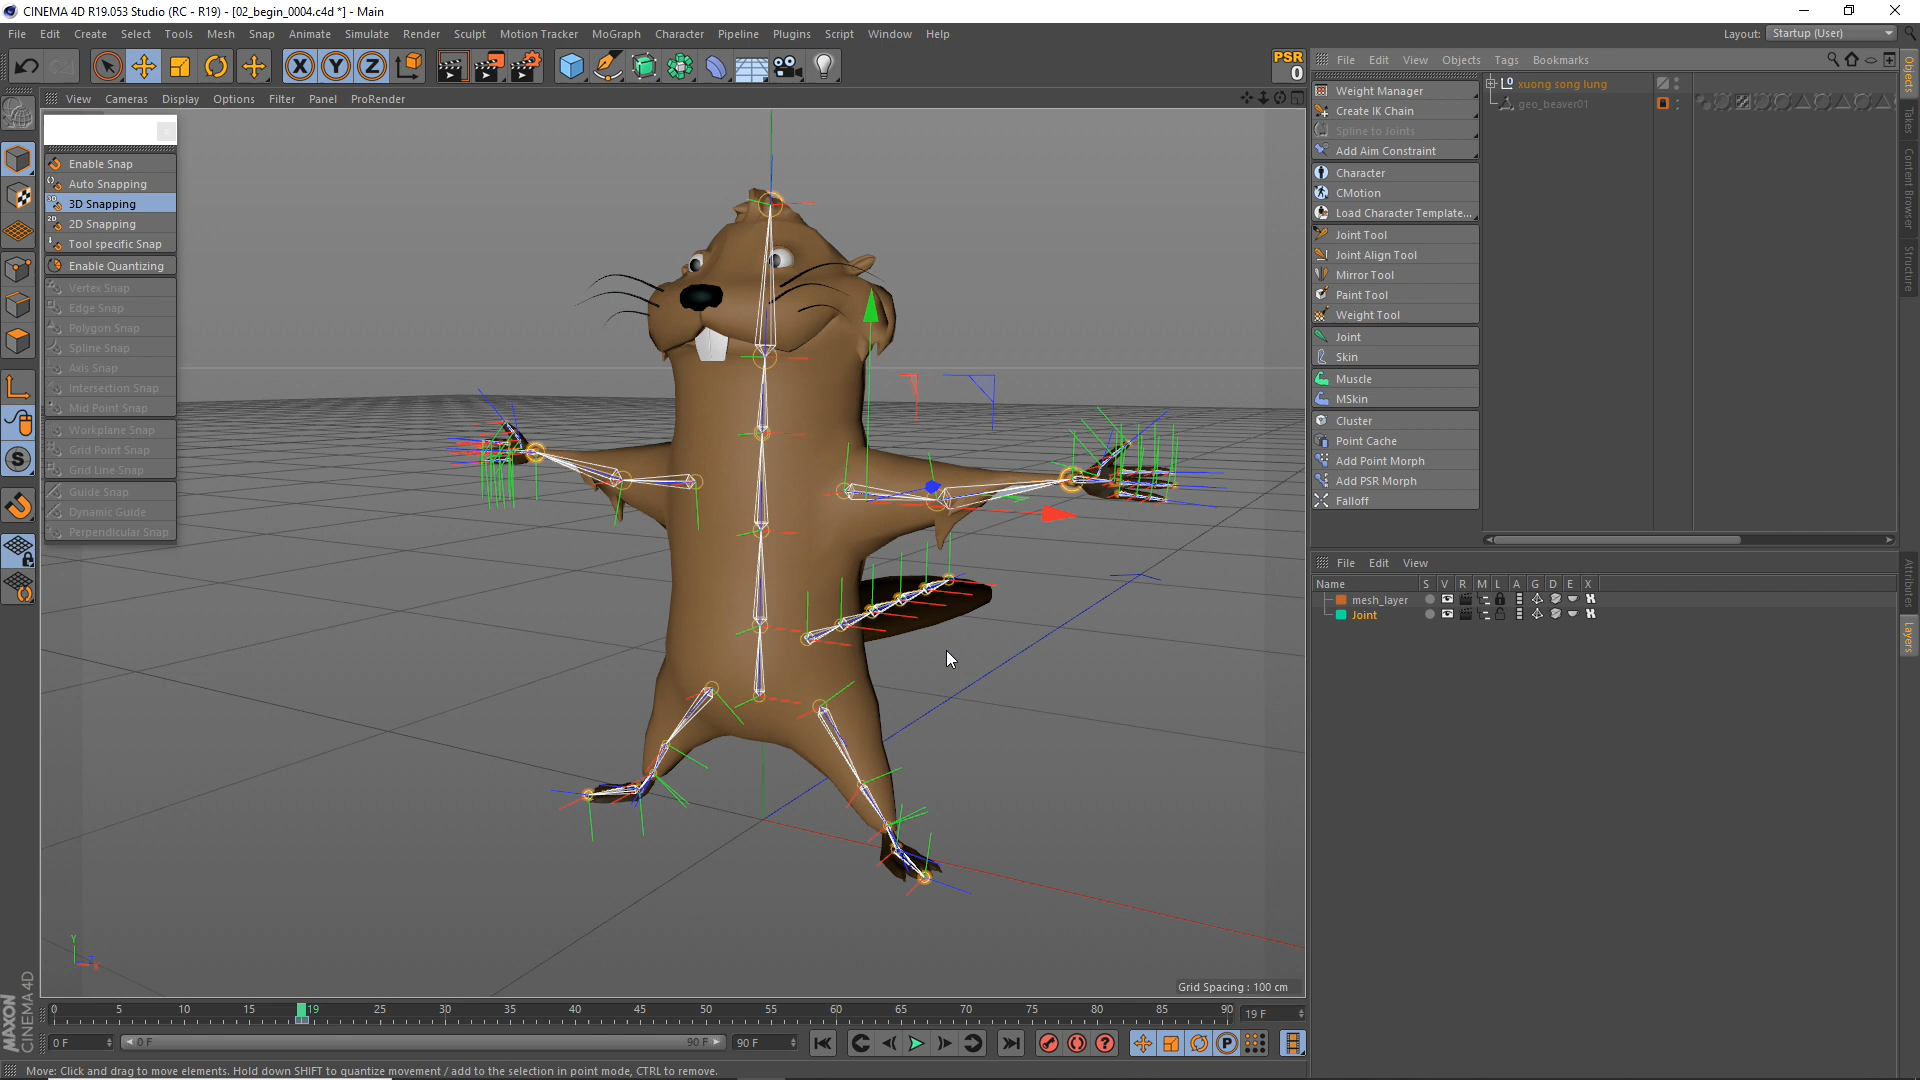 CINEMA 4D R19.053 Studio (RC - R19) - [02_begin_0004.c4d *] - Main
File Edit Create Select Tools Mesh Snap Animate Simulate Render Sculpt Motion Tracker MoGraph Character Pipeline Plugins Script Window Help
Layout: Startup (User)
PSR
0
View Cameras Display Options Filter Panel ProRender
Enable Snap
Auto Snapping
3D Snapping
2D Snapping
Tool specific Snap
Enable Quantizing
Vertex Snap
Edge Snap
Polygon Snap
Spline Snap
Axis Snap
Intersection Snap
Mid Point Snap
Workplane Snap
Grid Point Snap
Grid Line Snap
Guide Snap
Dynamic Guide
Perpendicular Snap
Y
Grid Spacing : 100 cm
0 5 10 15 19 25 30 35 40 45 50 55 60 65 70 75 80 85 90
19 F
0 F
0 F
90 F
90 F
MAXON
CINEMA 4D
Move: Click and drag to move elements. Hold down SHIFT to quantize movement / add to the selection in point mode, CTRL to remove.
File Edit View Objects Tags Bookmarks
Weight Manager
Create IK Chain
Spline to Joints
Add Aim Constraint
Character
CMotion
Load Character Template...
Joint Tool
Joint Align Tool
Mirror Tool
Paint Tool
Weight Tool
Joint
Skin
Muscle
MSkin
Cluster
Point Cache
Add Point Morph
Add PSR Morph
Falloff
xuong song lung
geo_beaver01
Objects
Takes
Content Browser
Structure
File Edit View
Name S V R M L A G D E X
mesh_layer
Joint
Attributes
Layers